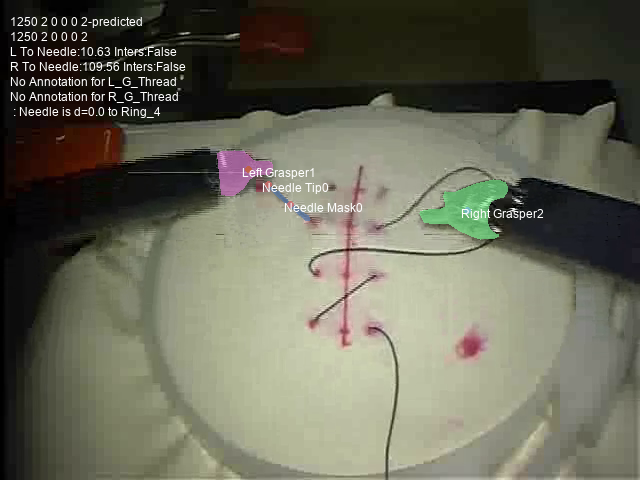 1250 2 0 0 0 2-predicted
1250 2 0 0 0 2
L To Needle:10.63 Inters:False
R To Needle:109.56 Inters:False
No Annotation for L_G_Thread
No Annotation for R_G_Thread
: Needle is d=0.0 to Ring_4
Left Grasper1
Needle Tip0
Needle Mask0
Right Grasper2